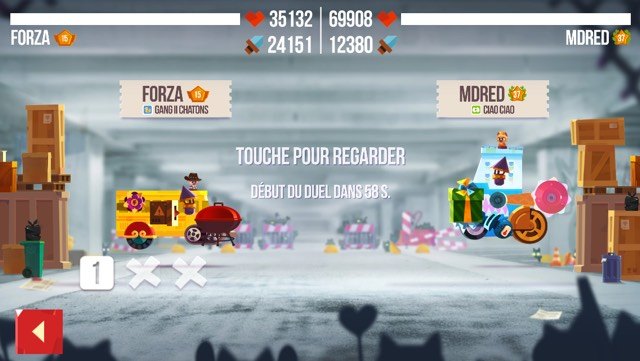 35132 69908
FORZA 15 MDRED 37
24151 12380
FORZA 15
GANG II CHATONS
MDRED 37
CIAO CIAO
TOUCHE POUR REGARDER
DÉBUT DU DUEL DANS 58 S.
1